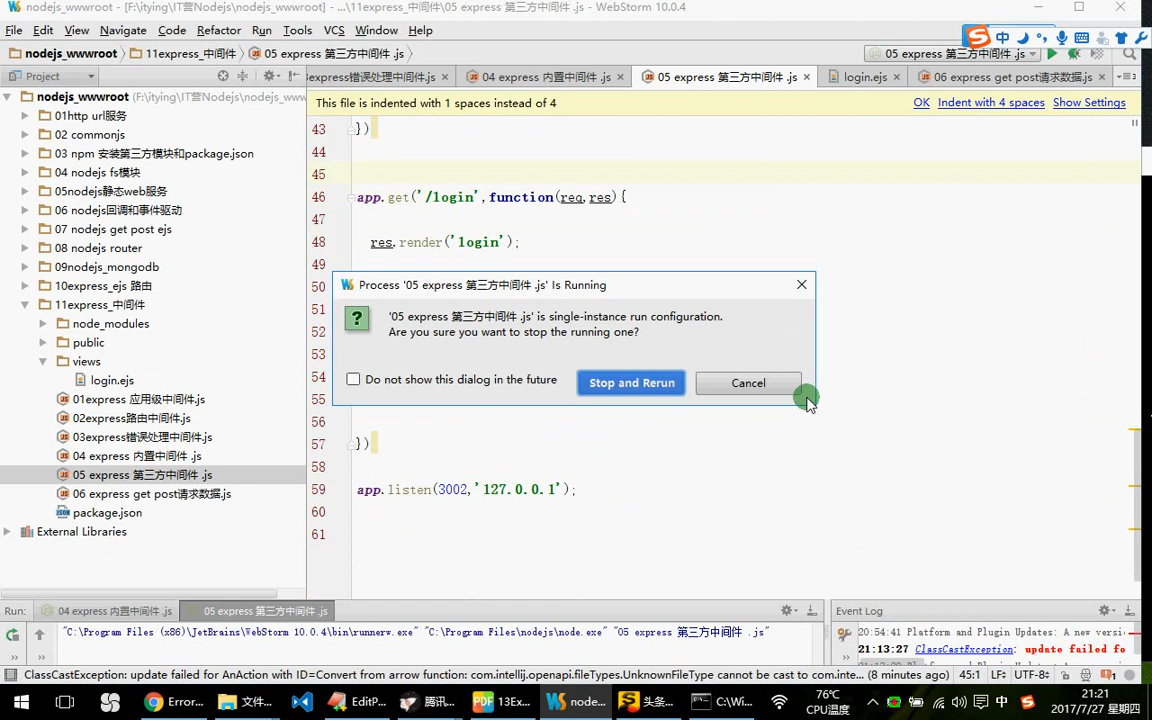 nodejs_wwwroot - [F:\itying\IT营Nodejs\nodejs_wwwroot] - ...\11express_中间件\05 express 第三方中间件 .js - WebStorm 10.0.4
File Edit View Navigate Code Refactor Run Tools VCS Window Help
nodejs_wwwroot 11express_中间件 05 express 第三方中间件 .js
05 express 第三方中间件 .js
中
Project
express错误处理中间件.js 04 express 内置中间件 .js 05 express 第三方中间件 .js login.ejs 06 express get post请求数据.js
nodejs_wwwroot (F:\itying\IT营Nodejs\nodejs_www
This file is indented with 1 spaces instead of 4 OK Indent with 4 spaces Show Settings
01http url服务
02 commonjs
03 npm 安装第三方模块和package.json
04 nodejs fs模块
05nodejs静态web服务
06 nodejs回调和事件驱动
07 nodejs get post ejs
08 nodejs router
09nodejs_mongodb
10express_ejs 路由
11express_中间件
node_modules
public
views
login.ejs
01express 应用级中间件.js
02express路由中间件.js
03express错误处理中间件.js
04 express 内置中间件 .js
05 express 第三方中间件 .js
06 express get post请求数据.js
package.json
External Libraries
43 })
44
45
46 app.get('/login',function(req,res){
47
48 res.render('login');
49
50
51
52
53
54
56
57 })
58
59 app.listen(3002,'127.0.0.1');
60
61
Process '05 express 第三方中间件 .js' Is Running
'05 express 第三方中间件 .js' is single-instance run configuration.
Are you sure you want to stop the running one?
Do not show this dialog in the future
Stop and Rerun Cancel
Run: 04 express 内置中间件 .js 05 express 第三方中间件 .js
"C:\Program Files (x86)\JetBrains\WebStorm 10.0.4\bin\runnerw.exe" "C:\Program Files\nodejs\node.exe" "05 express 第三方中间件 .js"
Event Log
20:54:41 Platform and Plugin Updates: A new versi
21:13:27 ClassCastException: update failed fo
ClassCastException: update failed for AnAction with ID=Convert from arrow function: com.intellij.openapi.fileTypes.UnknownFileType cannot be cast to com.inte... (8 minutes ago) 45:1 LF÷ UTF-8÷
Error... 文件... EditP... 腾讯... 13Ex... node... 头条... C:\Wi...
76℃
CPU温度
中
21:21
2017/7/27 星期四